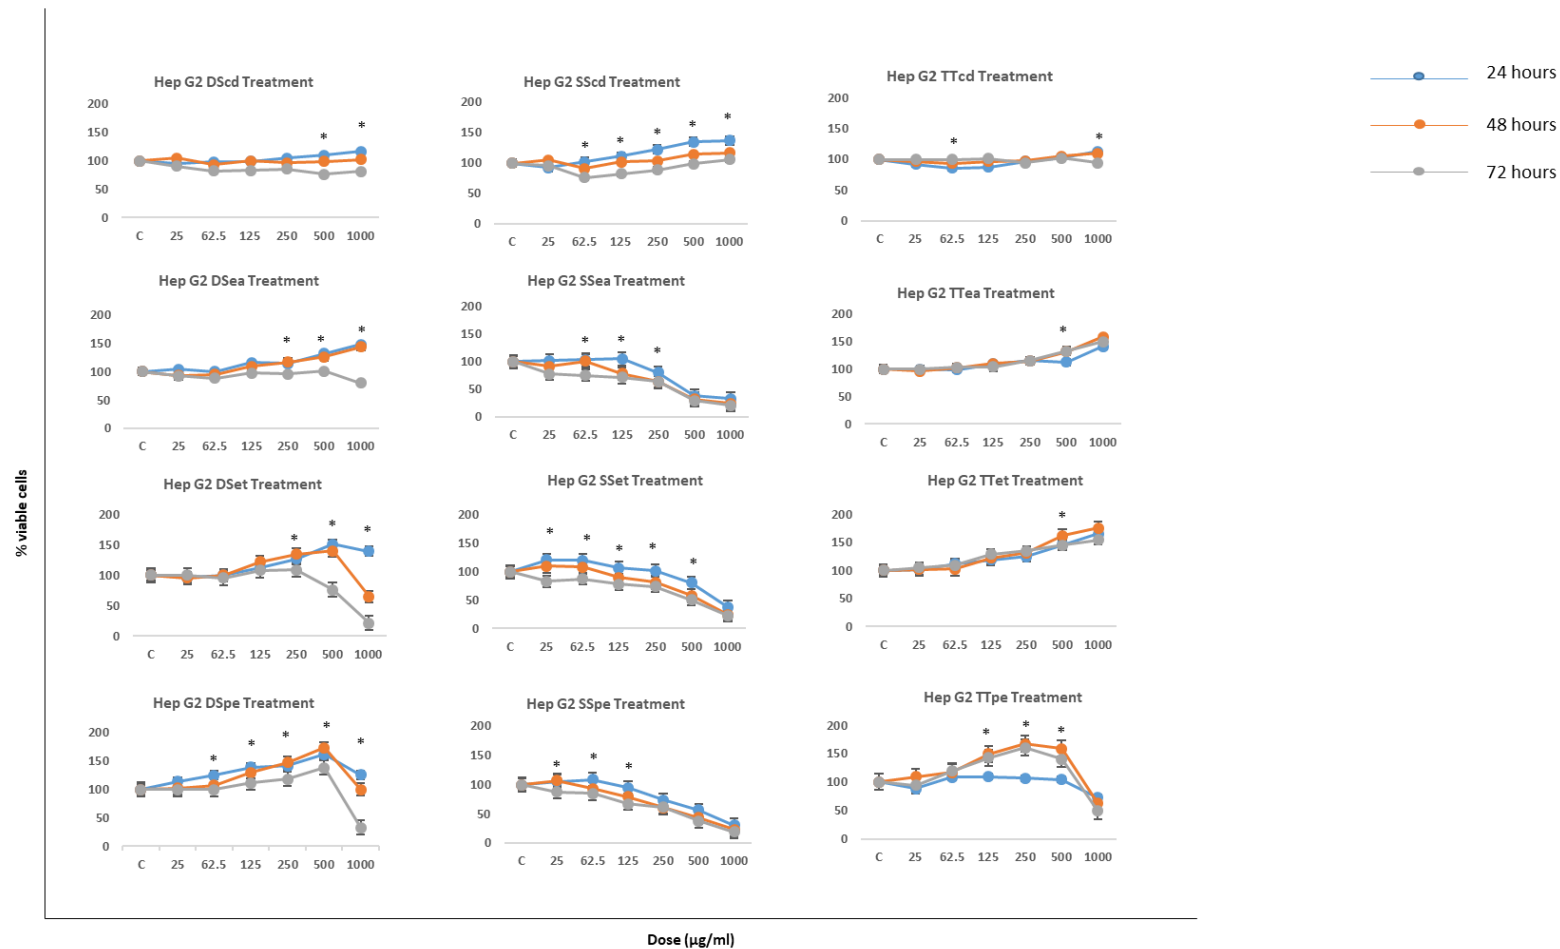 Hep G2 DScd Treatment
200
150
100
50
0
* *
C 25 62.5 125 250 500 1000
Hep G2 SScd Treatment
200
150
100
50
0
* * * * *
C 25 62.5 125 250 500 1000
Hep G2 TTcd Treatment
200
150
100
50
0
* *
C 25 62.5 125 250 500 1000
24 hours
48 hours
72 hours
Hep G2 DSea Treatment
200
150
100
50
0
* * *
C 25 62.5 125 250 500 1000
Hep G2 SSea Treatment
200
150
100
50
0
* * *
C 25 62.5 125 250 500 1000
Hep G2 TTea Treatment
200
150
100
50
0
*
C 25 62.5 125 250 500 1000
Hep G2 DSet Treatment
200
150
100
50
0
* * *
C 25 62.5 125 250 500 1000
Hep G2 SSet Treatment
200
150
100
50
0
* * * * *
C 25 62.5 125 250 500 1000
Hep G2 TTet Treatment
200
150
100
50
0
*
C 25 62.5 125 250 500 1000
Hep G2 DSpe Treatment
200
150
100
50
0
* * * * *
C 25 62.5 125 250 500 1000
Hep G2 SSpe Treatment
200
150
100
50
0
* * *
C 25 62.5 125 250 500 1000
Hep G2 TTpe Treatment
200
150
100
50
0
* * *
C 25 62.5 125 250 500 1000
% viable cells
Dose (µg/ml)